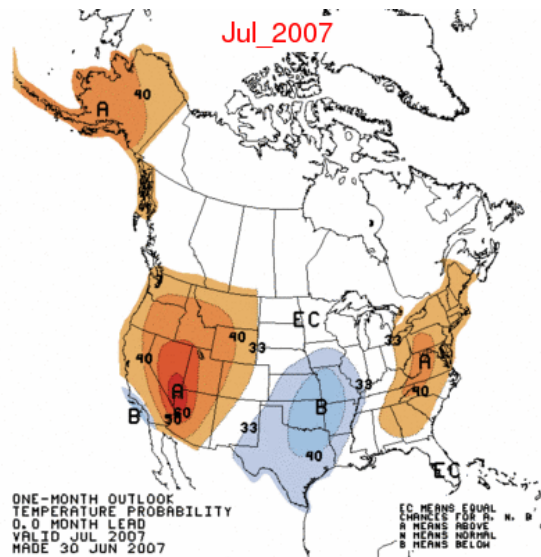 Jul_2007
40
A
EC
40
33
33
40
A
33
A
50
60
B
B
33
40
40
EC
ONE-MONTH OUTLOOK
TEMPERATURE PROBABILITY
0.0 MONTH LEAD
VALID JUL 2007
MADE 30 JUN 2007
EC MEANS EQUAL
CHANCES FOR A, N, B
A MEANS ABOVE
N MEANS NORMAL
B MEANS BELOW